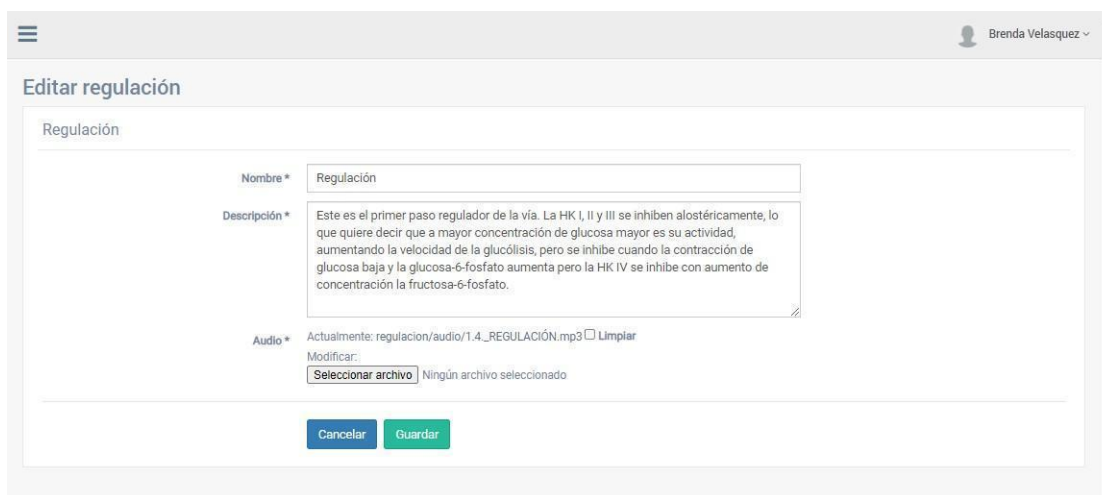 Brenda Velasquez
Editar regulación
Regulación
Nombre *
Regulación
Descripción *
Este es el primer paso regulador de la vía. La HK I, II y III se inhiben alostéricamente, lo
que quiere decir que a mayor concentración de glucosa mayor es su actividad,
aumentando la velocidad de la glucólisis, pero se inhibe cuando la contracción de
glucosa baja y la glucosa-6-fosfato aumenta pero la HK IV se inhibe con aumento de
concentración la fructosa-6-fosfato.
Audio *
Actualmente: regulacion/audio/1.4._REGULACIÓN.mp3 Limpiar
Modificar:
Seleccionar archivo Ningún archivo seleccionado
Cancelar Guardar